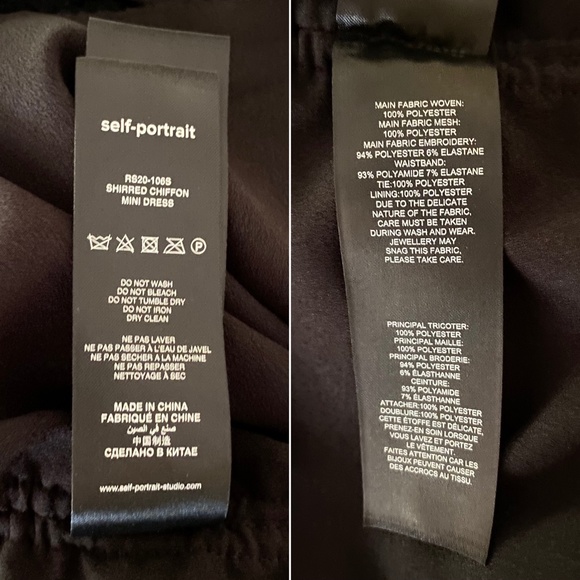 self-portrait
RS20-106S
SHIRRED CHIFFON
MINI DRESS
P
DO NOT WASH
DO NOT BLEACH
DO NOT TUMBLE DRY
DO NOT IRON
DRY CLEAN
NE PAS LAVER
NE PAS PASSER À L'EAU DE JAVEL
NE PAS SECHER A LA MACHINE
NE PAS REPASSER
NETTOYAGE À SEC
MADE IN CHINA
FABRIQUÉ EN CHINE
صنع في الصين
中国制造
СДЕЛАНО В КИТАЕ
www.self-portrait-studio.com
MAIN FABRIC WOVEN:
100% POLYESTER
MAIN FABRIC MESH:
100% POLYESTER
MAIN FABRIC EMBROIDERY:
94% POLYESTER 6% ELASTANE
WAISTBAND:
93% POLYAMIDE 7% ELASTANE
TIE:100% POLYESTER
LINING:100% POLYESTER
DUE TO THE DELICATE
NATURE OF THE FABRIC,
CARE MUST BE TAKEN
DURING WASH AND WEAR.
JEWELLERY MAY
SNAG THIS FABRIC,
PLEASE TAKE CARE.
PRINCIPAL TRICOTER:
100% POLYESTER
PRINCIPAL MAILLE:
100% POLYESTER
PRINCIPAL BRODERIE:
94% POLYESTER
6% ÉLASTHANNE
CEINTURE:
93% POLYAMIDE
7% ÉLASTHANNE
ATTACHER:100% POLYESTER
DOUBLURE:100% POLYESTER
CETTE ÉTOFFE EST DÉLICATE,
PRENEZ-EN SOIN LORSQUE
VOUS LAVEZ ET PORTEZ
LE VÊTEMENT.
FAITES ATTENTION CAR LES
BIJOUX PEUVENT CAUSER
DES ACCROCS AU TISSU.